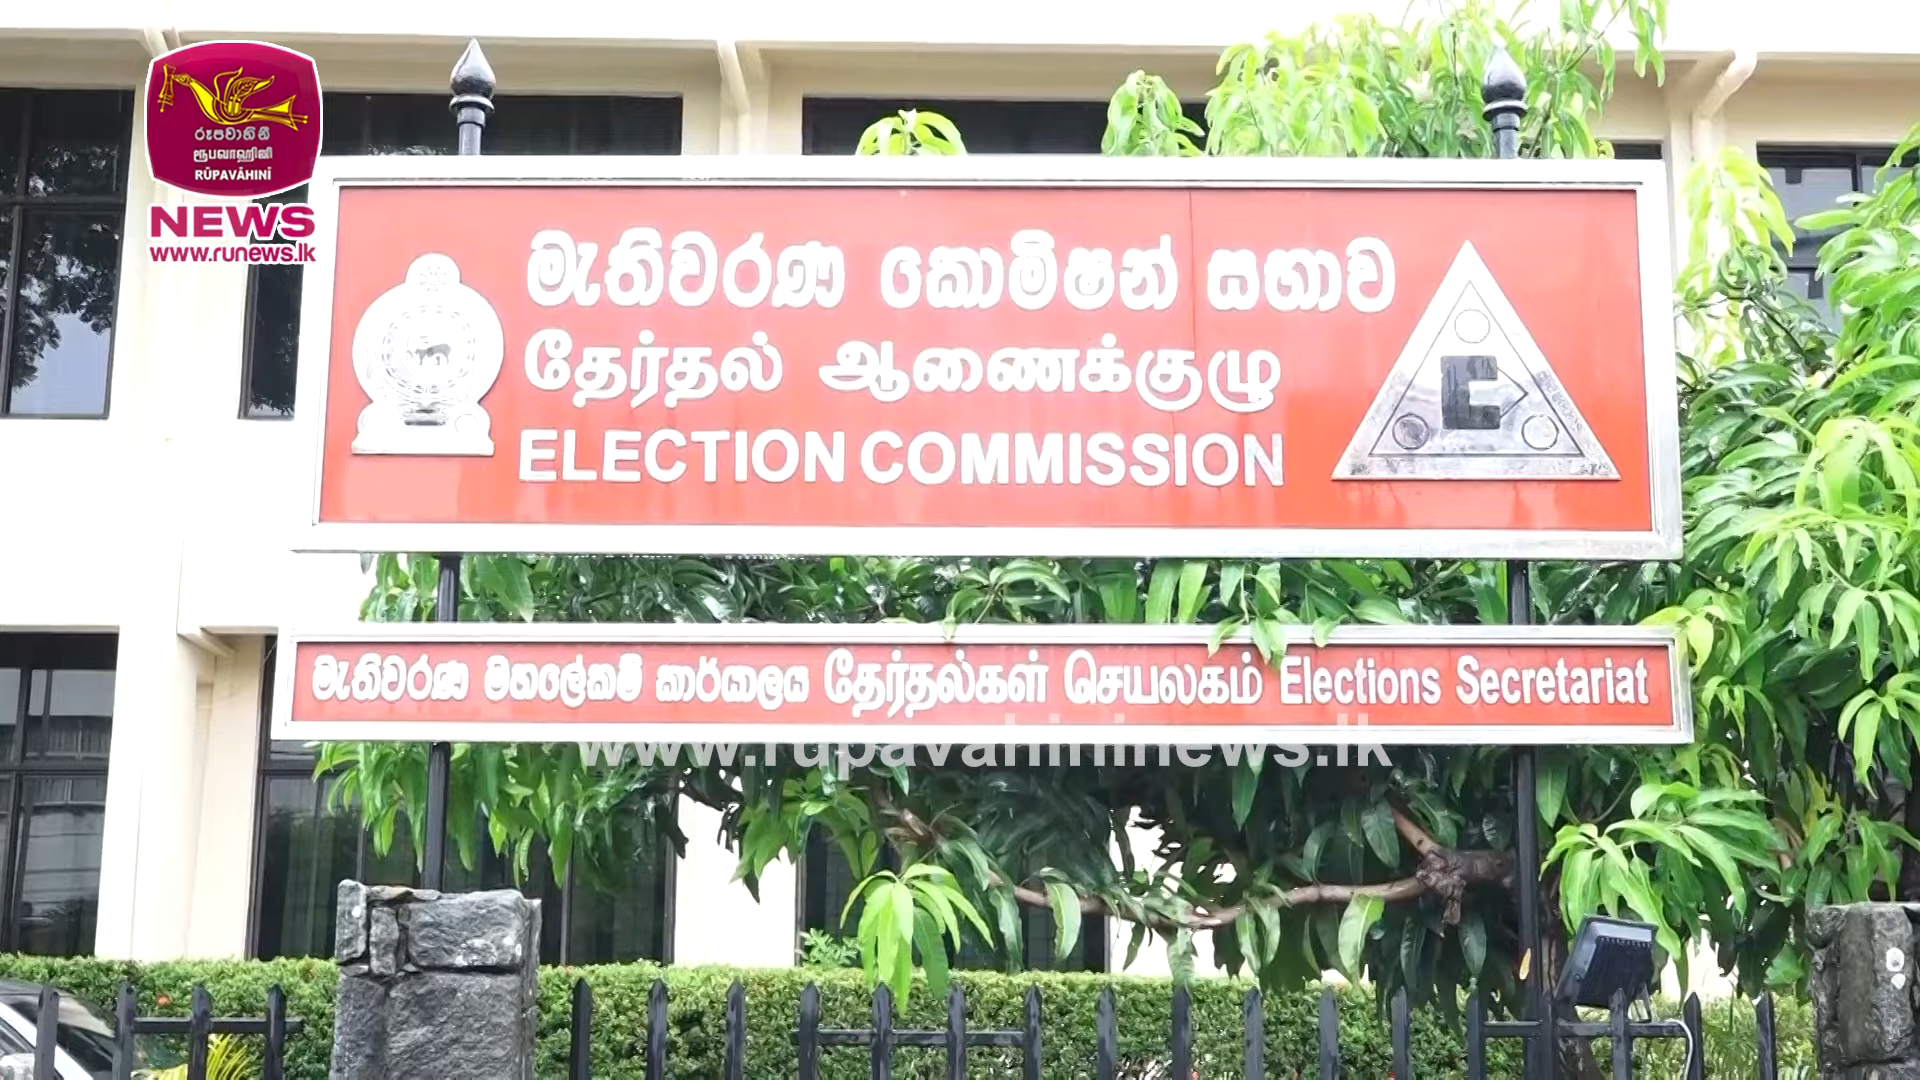 රූපවාහිනී
ரூபவாஹினி
RŪPAVĀHINĪ
NEWS
www.runews.lk
මැතිවරණ කොමිෂන් සභාව
தேர்தல் ஆணைக்குழு
ELECTION COMMISSION
මැතිවරණ මහලේකම් කාර්යාලය தேர்தல்கள் செயலகம் Elections Secretariat
www.rupavahininews.lk